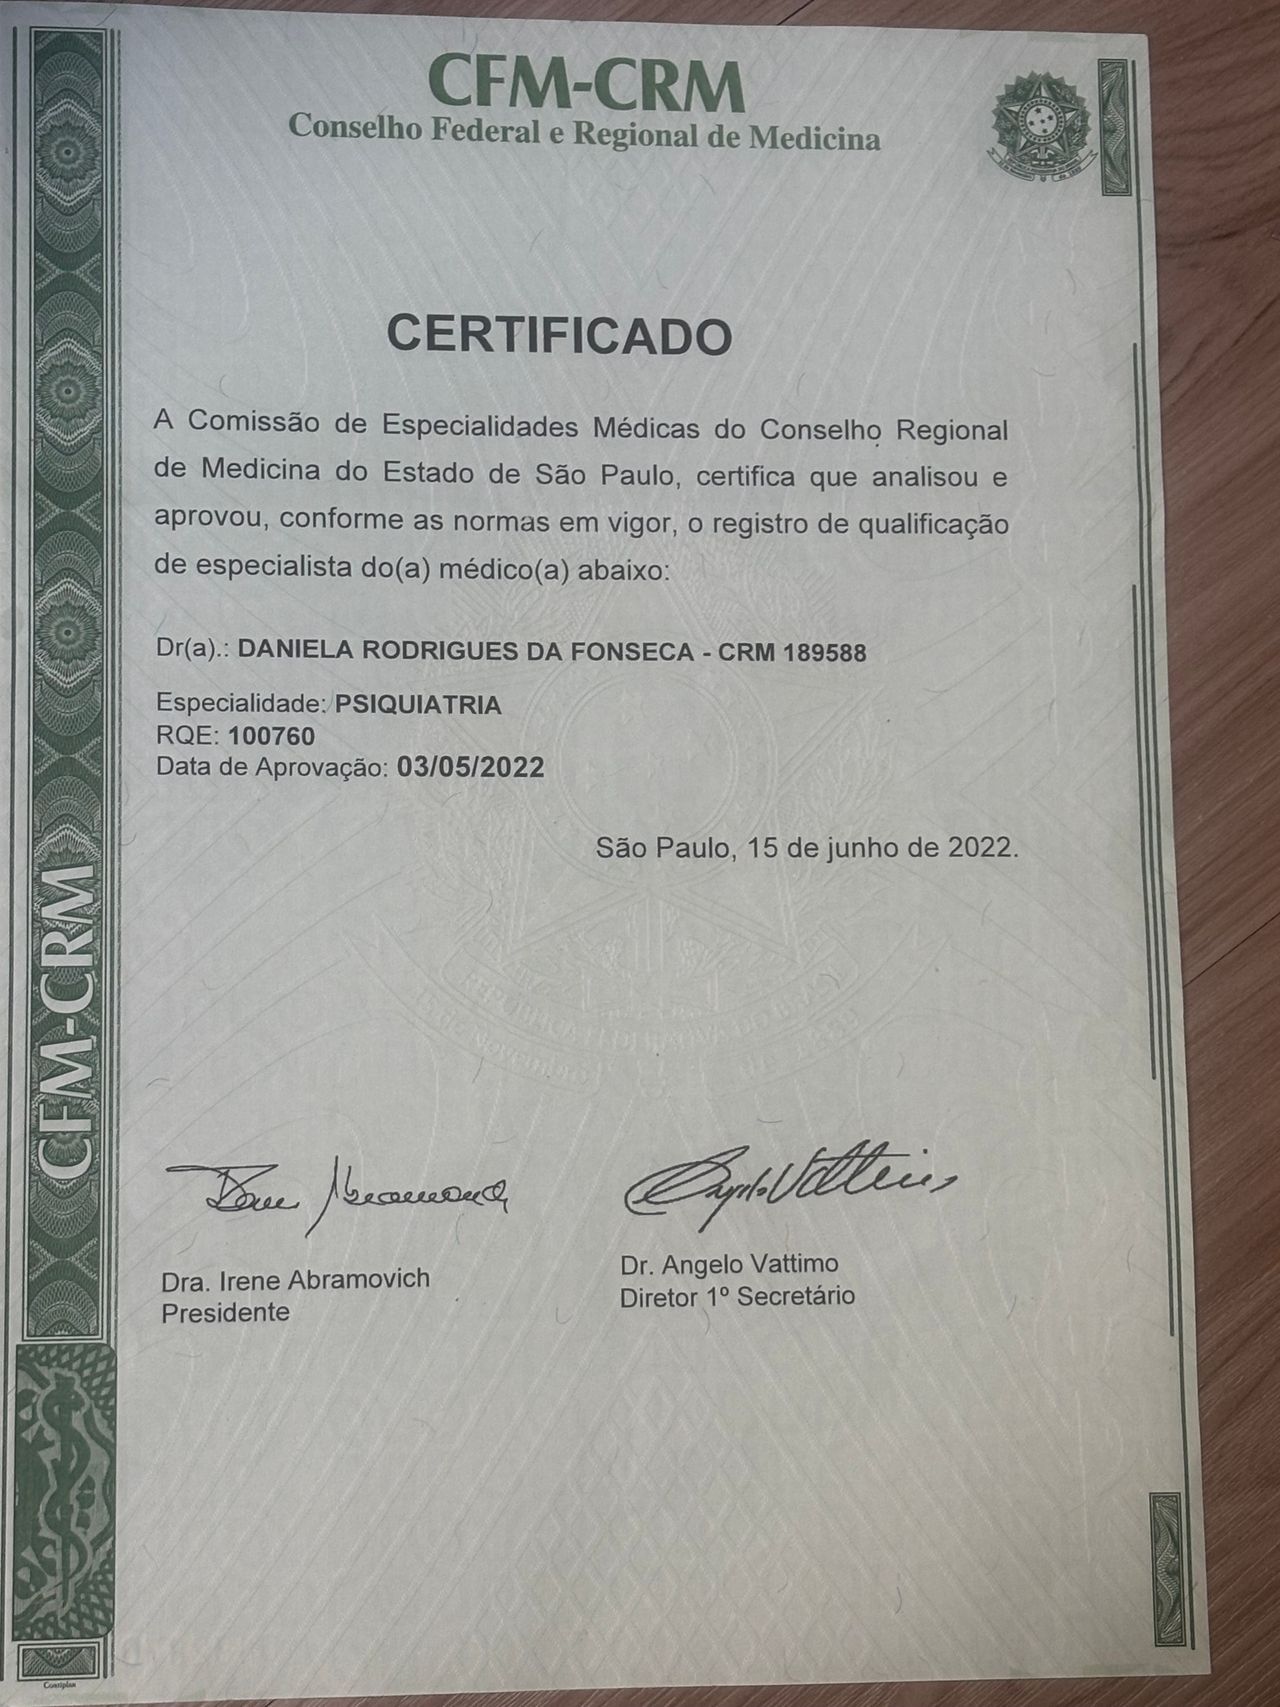 CFM-CRM
Conselho Federal e Regional de Medicina
CERTIFICADO
A Comissão de Especialidades Médicas do Conselho Regional
de Medicina do Estado de São Paulo, certifica que analisou e
aprovou, conforme as normas em vigor, o registro de qualificação
de especialista do(a) médico(a) abaixo:
Dr(a).: DANIELA RODRIGUES DA FONSECA - CRM 189588
Especialidade: PSIQUIATRIA
RQE: 100760
Data de Aprovação: 03/05/2022
São Paulo, 15 de junho de 2022.
CFM-CRM
Dra. Irene Abramovich
Presidente
Dr. Angelo Vattimo
Diretor 1º Secretário
Contiplan